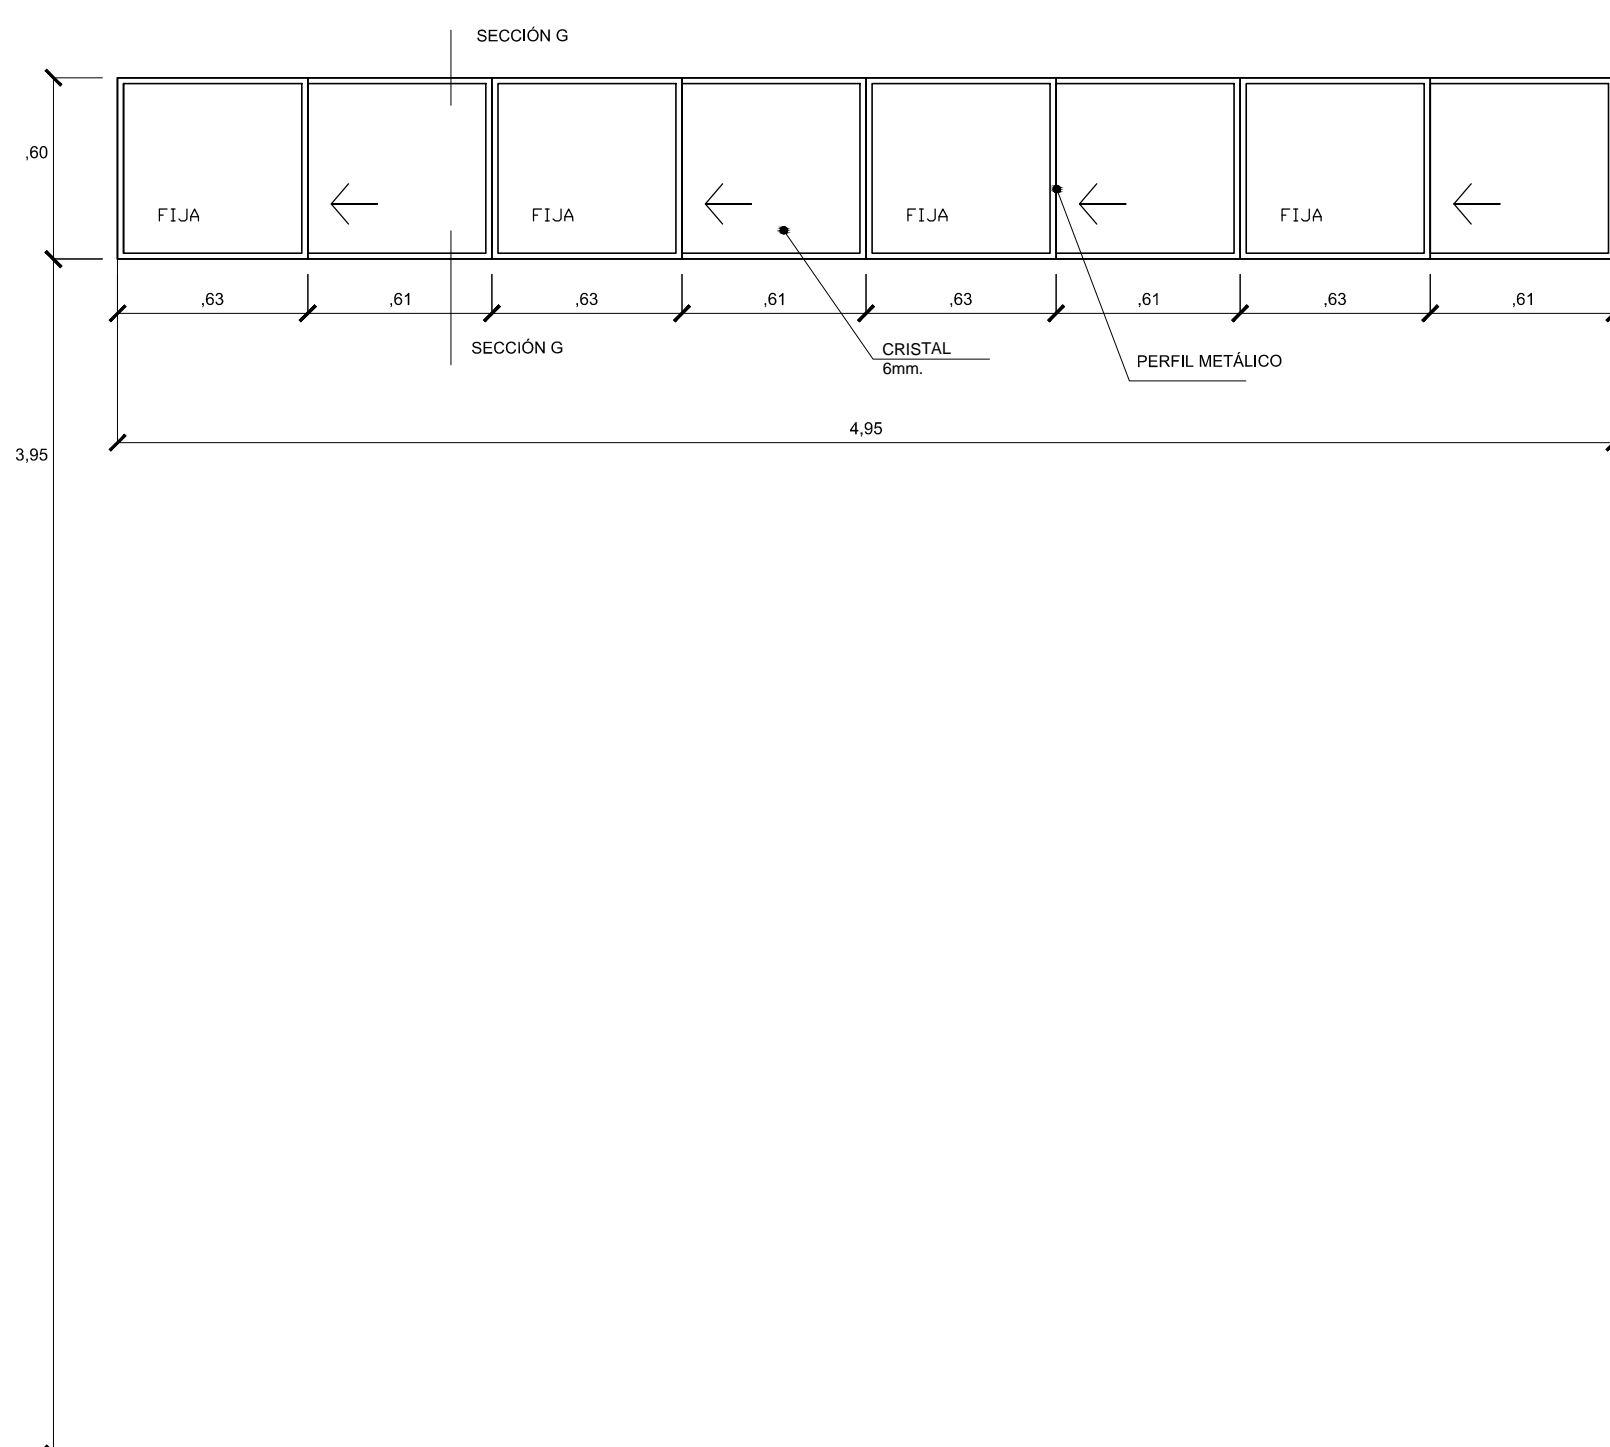 SECCIÓN G
,60
FIJA
FIJA
FIJA
FIJA
,63
,61
,63
,61
,63
,61
,63
,61
SECCIÓN G
CRISTAL
6mm.
PERFIL METÁLICO
4,95
3,95